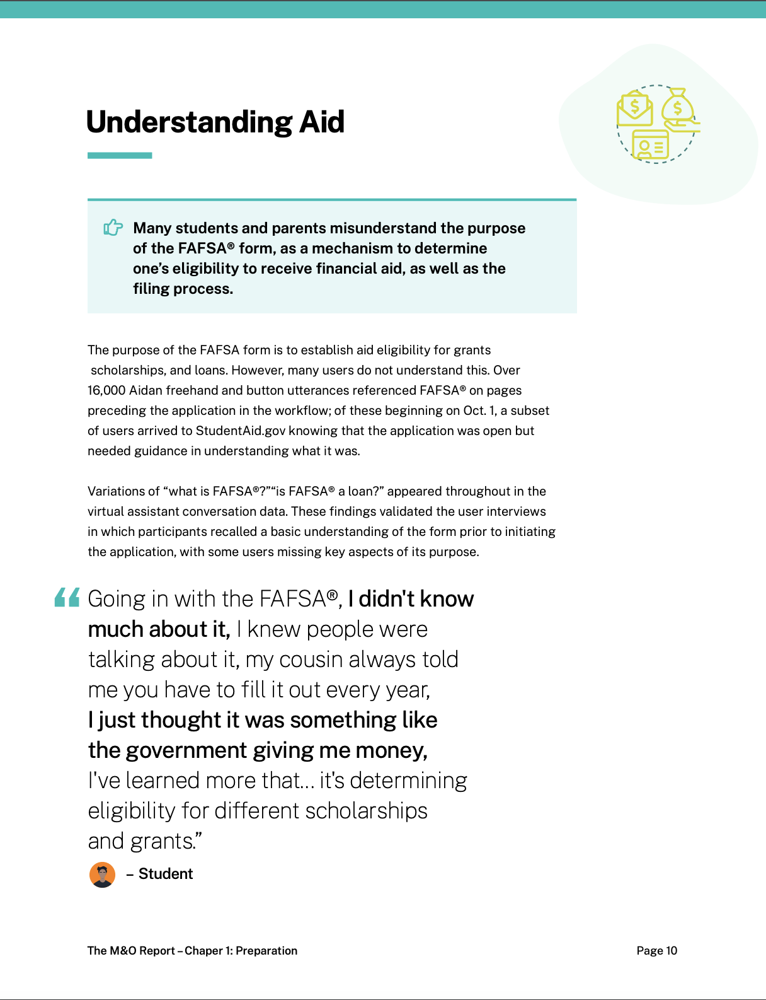 Understanding Aid
Many students and parents misunderstand the purpose
of the FAFSA® form, as a mechanism to determine
one’s eligibility to receive financial aid, as well as the
filing process.
The purpose of the FAFSA form is to establish aid eligibility for grants
scholarships, and loans. However, many users do not understand this. Over
16,000 Aidan freehand and button utterances referenced FAFSA® on pages
preceding the application in the workflow; of these beginning on Oct. 1, a subset
of users arrived to StudentAid.gov knowing that the application was open but
needed guidance in understanding what it was.
Variations of “what is FAFSA®?”“is FAFSA® a loan?” appeared throughout in the
virtual assistant conversation data. These findings validated the user interviews
in which participants recalled a basic understanding of the form prior to initiating
the application, with some users missing key aspects of its purpose.
“Going in with the FAFSA®, I didn't know
much about it, I knew people were
talking about it, my cousin always told
me you have to fill it out every year,
I just thought it was something like
the government giving me money,
I've learned more that... it's determining
eligibility for different scholarships
and grants.”
– Student
The M&O Report – Chaper 1: Preparation
Page 10